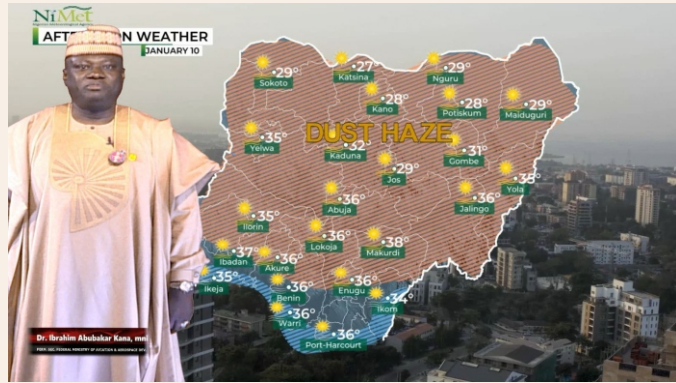 NiMet
AFTERNOON WEATHER
JANUARY 10
29°
Sokoto
27°
Katsina
29°
Nguru
28°
Kano
28°
Potiskum
29°
Maiduguri
35°
Yelwa
DUST HAZE
32°
Kaduna
31°
Gombe
29°
Jos
35°
Yola
36°
Abuja
36°
Jalingo
35°
Ilorin
36°
Lokoja
38°
Makurdi
37°
Ibadan
36°
Akure
35°
Ikeja
36°
Benin
36°
Enugu
34°
Ikom
36°
Warri
36°
Port-Harcourt
Dr. Ibrahim Abubakar Kana, mni